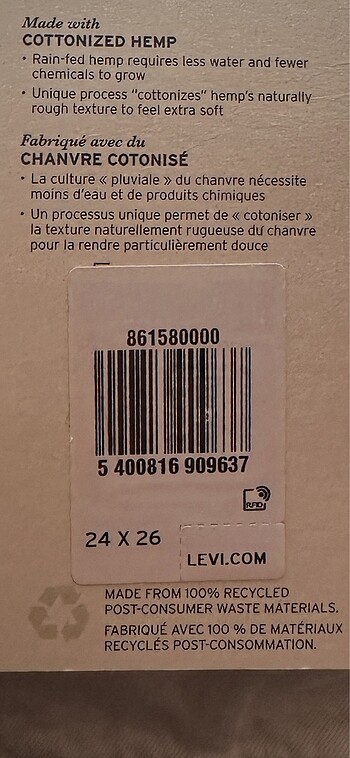 Made with
COTTONIZED HEMP
• Rain-fed hemp requires less water and fewer
chemicals to grow
• Unique process "cottonizes" hemp's naturally
rough texture to feel extra soft
Fabriqué avec du
CHANVRE COTONISÉ
• La culture « pluviale » du chanvre nécessite
moins d'eau et de produits chimiques
• Un processus unique permet de « cotoniser »
la texture naturellement rugueuse du chanvre
pour la rendre particulièrement douce
861580000
5 400816 909637
RFID
24 X 26
LEVI.COM
MADE FROM 100% RECYCLED
POST-CONSUMER WASTE MATERIALS.
FABRIQUÉ AVEC 100 % DE MATÉRIAUX
RECYCLÉS POST-CONSOMMATION.